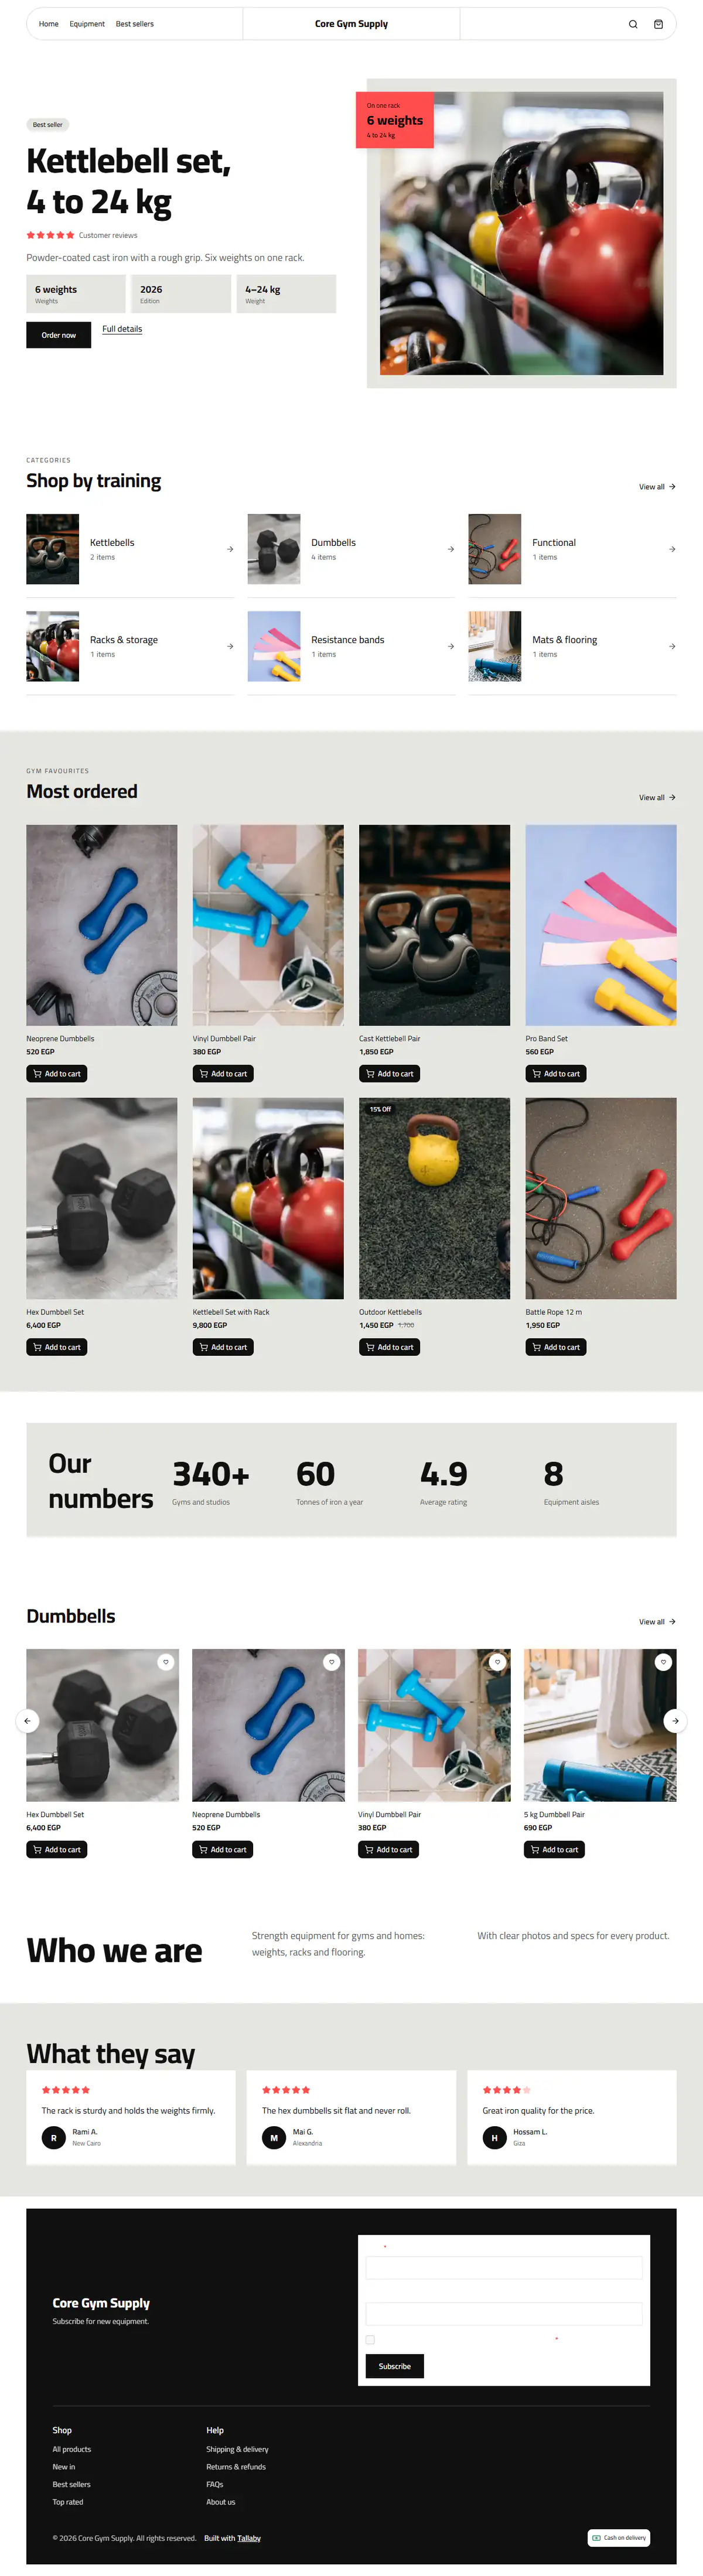 Home Equipment Best sellers
Core Gym Supply
Best seller
Kettlebell set,
4 to 24 kg
Customer reviews
Powder-coated cast iron with a rough grip. Six weights on one rack.
6 weights
Weights
2026
Edition
4–24 kg
Weight
Order now
Full details
On one rack
6 weights
4 to 24 kg
CATEGORIES
Shop by training
View all
Kettlebells
2 items
Dumbbells
4 items
Functional
1 items
Racks & storage
1 items
Resistance bands
1 items
Mats & flooring
1 items
GYM FAVOURITES
Most ordered
View all
Neoprene Dumbbells
520 EGP
Add to cart
Vinyl Dumbbell Pair
380 EGP
Add to cart
Cast Kettlebell Pair
1,850 EGP
Add to cart
Pro Band Set
560 EGP
Add to cart
Hex Dumbbell Set
6,400 EGP
Add to cart
Kettlebell Set with Rack
9,800 EGP
Add to cart
15% Off
Outdoor Kettlebells
1,450 EGP 1,700
Add to cart
Battle Rope 12 m
1,950 EGP
Add to cart
Our
numbers
340+
Gyms and studios
60
Tonnes of iron a year
4.9
Average rating
8
Equipment aisles
Dumbbells
View all
Hex Dumbbell Set
6,400 EGP
Add to cart
Neoprene Dumbbells
520 EGP
Add to cart
Vinyl Dumbbell Pair
380 EGP
Add to cart
5 kg Dumbbell Pair
690 EGP
Add to cart
Who we are
Strength equipment for gyms and homes:
weights, racks and flooring.
With clear photos and specs for every product.
What they say
The rack is sturdy and holds the weights firmly.
R
Rami A.
New Cairo
The hex dumbbells sit flat and never roll.
M
Mai G.
Alexandria
Great iron quality for the price.
H
Hossam L.
Giza
Core Gym Supply
Subscribe for new equipment.
*
*
Subscribe
Shop
All products
New in
Best sellers
Top rated
Help
Shipping & delivery
Returns & refunds
FAQs
About us
© 2026 Core Gym Supply. All rights reserved. Built with Tallaby
Cash on delivery